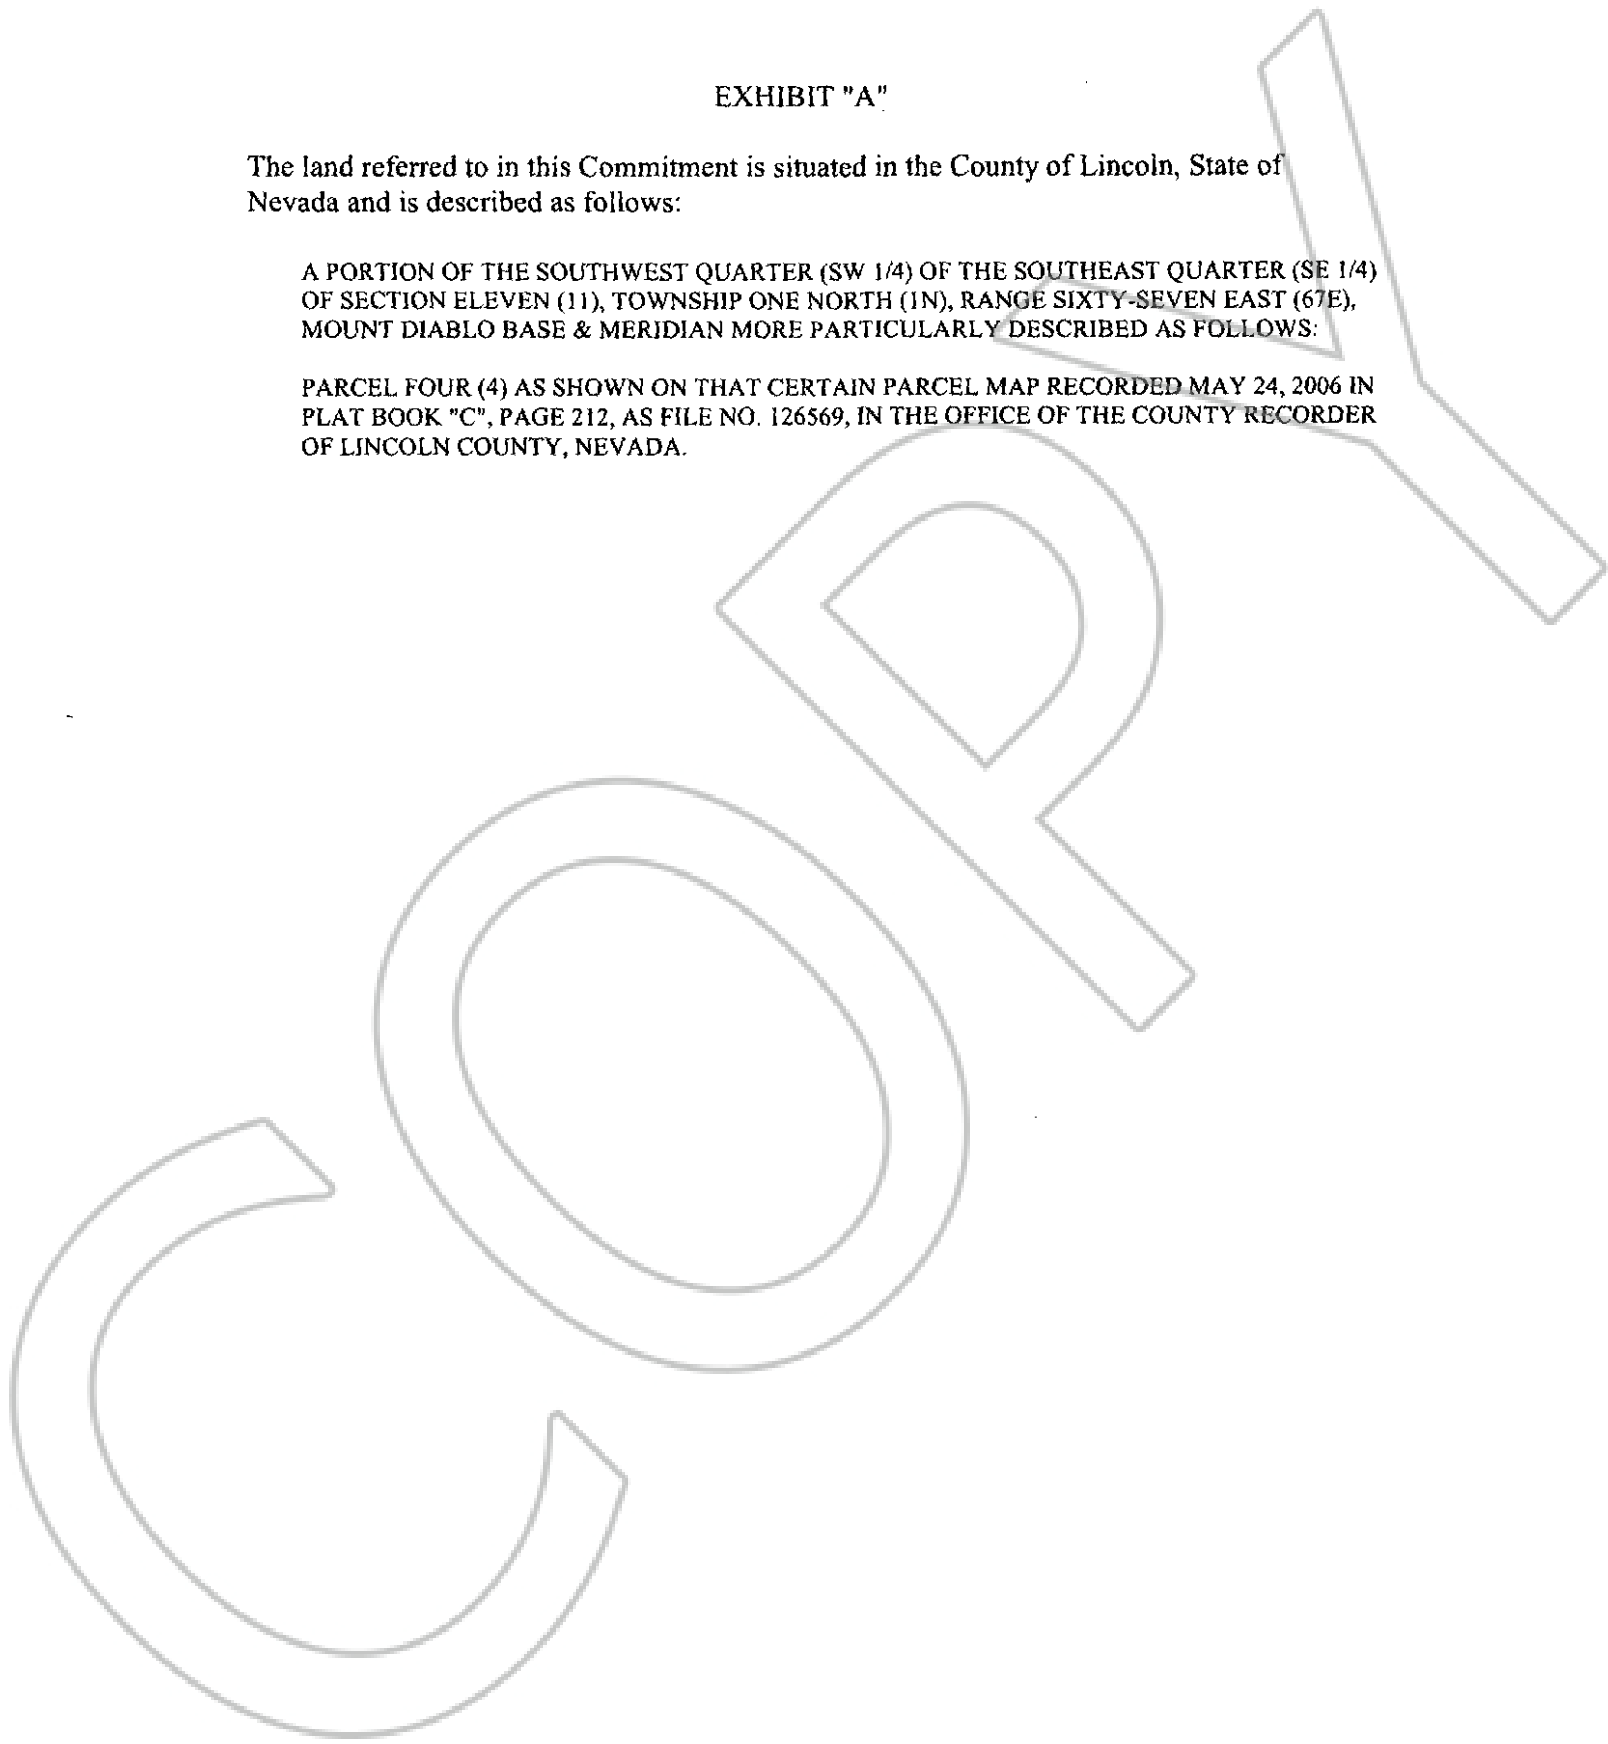 EXHIBIT "A"
The land referred to in this Commitment is situated in the County of Lincoln, State of
Nevada and is described as follows:
A PORTION OF THE SOUTHWEST QUARTER (SW 1/4) OF THE SOUTHEAST QUARTER (SE 1/4)
OF SECTION ELEVEN (11), TOWNSHIP ONE NORTH (1N), RANGE SIXTY-SEVEN EAST (67E),
MOUNT DIABLO BASE & MERIDIAN MORE PARTICULARLY DESCRIBED AS FOLLOWS:
PARCEL FOUR (4) AS SHOWN ON THAT CERTAIN PARCEL MAP RECORDED MAY 24, 2006 IN
PLAT BOOK "C", PAGE 212, AS FILE NO. 126569, IN THE OFFICE OF THE COUNTY RECORDER
OF LINCOLN COUNTY, NEVADA.
COPY